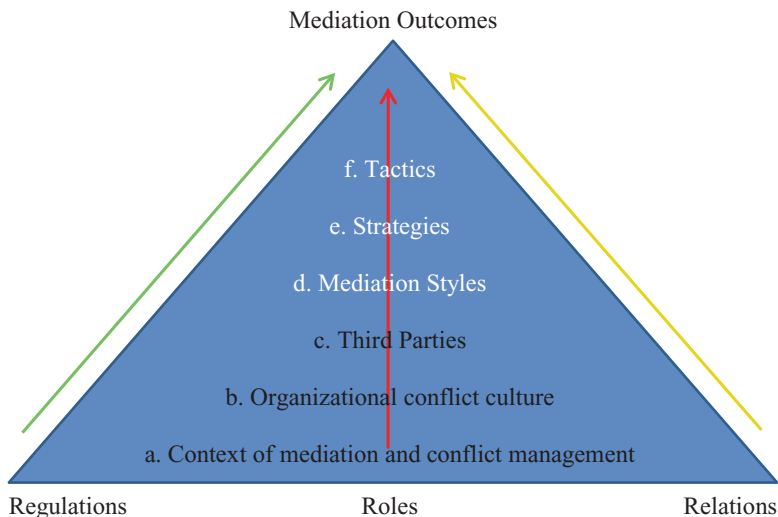 Mediation Outcomes
f. Tactics
e. Strategies
d. Mediation Styles
c. Third Parties
b. Organizational conflict culture
a. Context of mediation and conflict management
Regulations Roles Relations